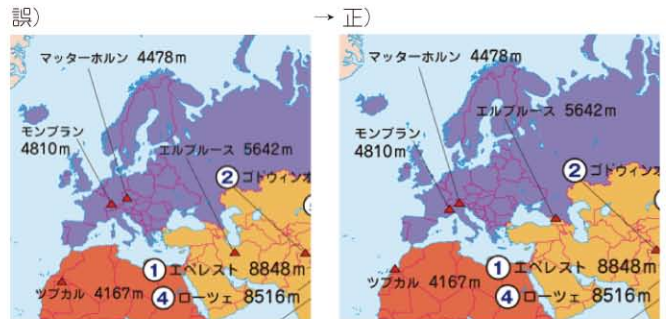 誤)
→ 正)
マッターホルン 4478m
モンブラン
4810m
エルブルース 5642m
② ゴドウィンオ
① エベレスト 8848m
ツブカル 4167m
④ ローツェ 8516m
マッターホルン 4478m
エルブルース 5642m
モンブラン
4810m
② ゴドウィンオ
① エベレスト 8848m
ツブカル 4167m
④ ローツェ 8516m